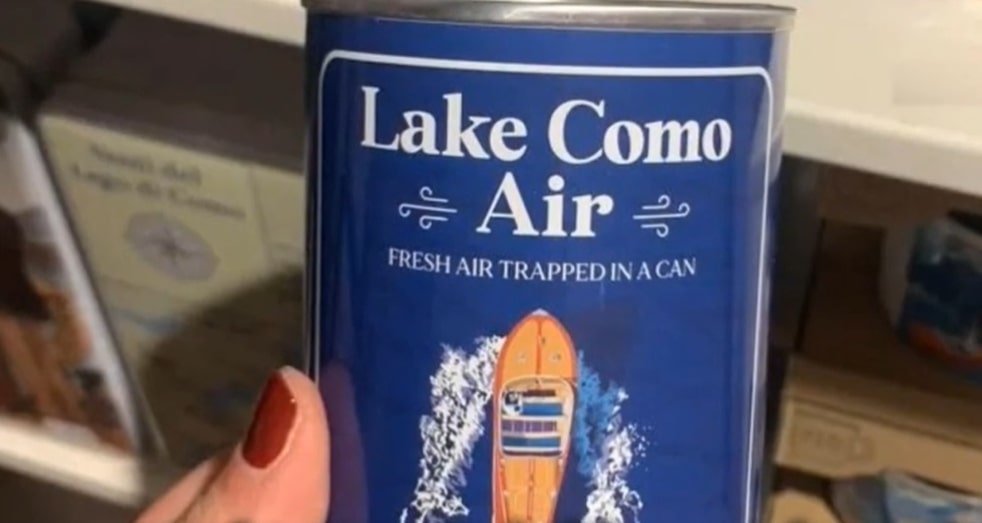 Lake Como
Air
FRESH AIR TRAPPED IN A CAN